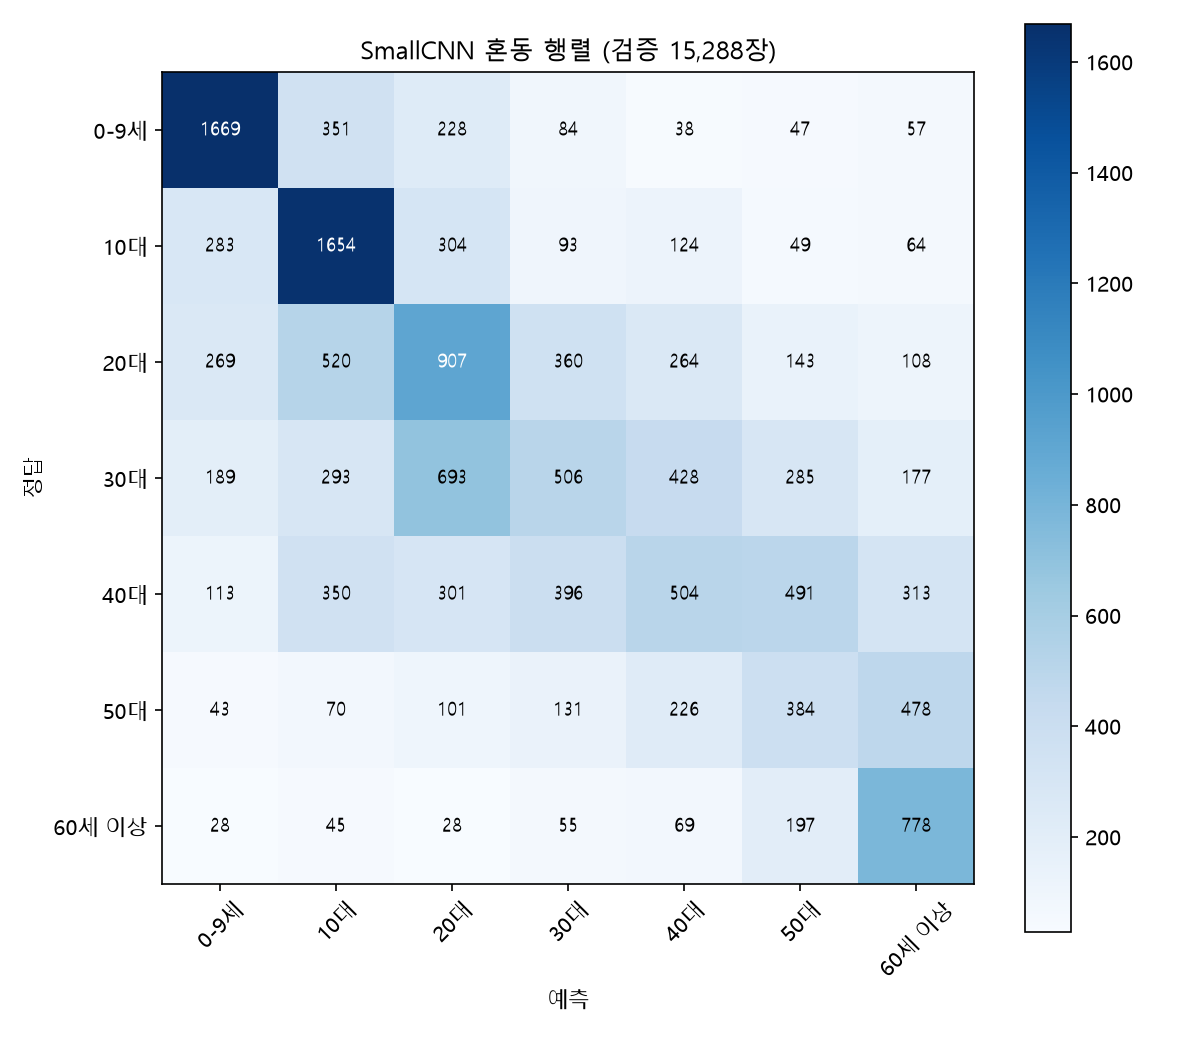 SmallCNN 혼동 행렬 (검증 15,288장)
0-9세 1669 351 228 84 38 47 57
10대 283 1654 304 93 124 49 64
20대 269 520 907 360 264 143 108
30대 189 293 693 506 428 285 177
40대 113 350 301 396 504 491 313
50대 43 70 101 131 226 384 478
60세 이상 28 45 28 55 69 197 778
정답
0-9세 10대 20대 30대 40대 50대 60세 이상
예측
1600
1400
1200
1000
800
600
400
200